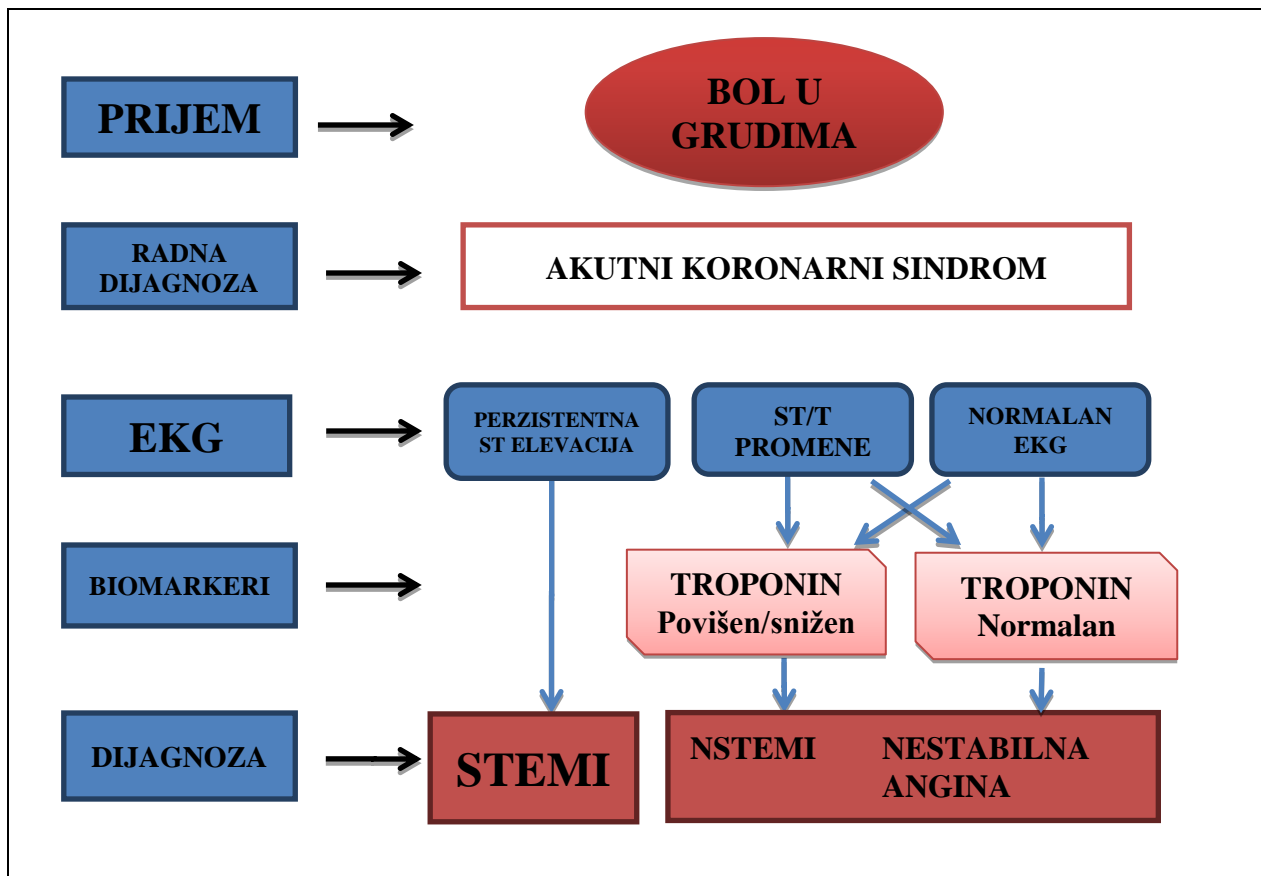 PRIJEM
BOL U
GRUDIMA
RADNA
DIJAGNOZA
AKUTNI KORONARNI SINDROM
EKG
PERZISTENTNA
ST ELEVACIJA
ST/T
PROMENE
NORMALAN
EKG
BIOMARKERI
TROPONIN
Povišen/snižen
TROPONIN
Normalan
DIJAGNOZA
STEMI
NSTEMI
NESTABILNA
ANGINA